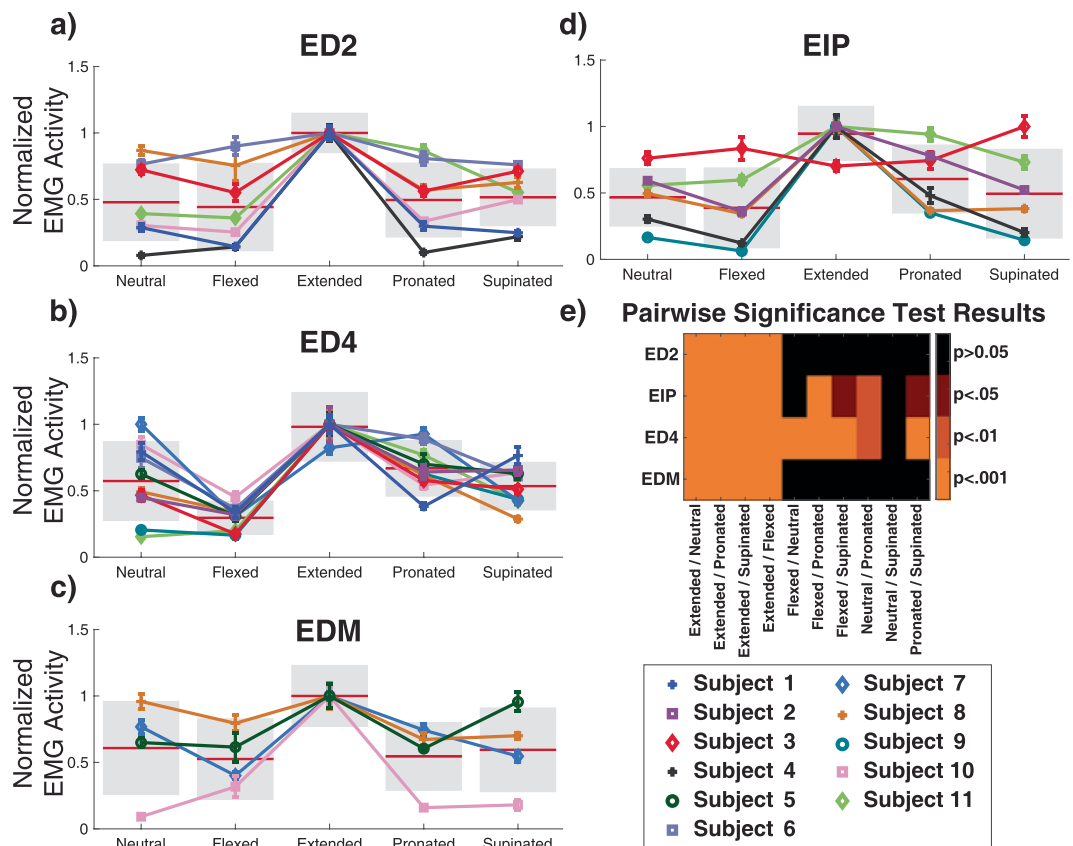 a)
ED2
Normalized
EMG Activity
1.5
1
0.5
0
Neutral Flexed Extended Pronated Supinated
b)
ED4
Normalized
EMG Activity
1.5
1
0.5
0
Neutral Flexed Extended Pronated Supinated
c)
EDM
Normalized
EMG Activity
1.5
1
0.5
0
Neutral Flexed Extended Pronated Supinated
d)
EIP
1.5
1
0.5
0
Neutral Flexed Extended Pronated Supinated
e) Pairwise Significance Test Results
ED2
EIP
ED4
EDM
p>0.05
p<.05
p<.01
p<.001
Extended / Neutral
Extended / Pronated
Extended / Supinated
Extended / Flexed
Flexed / Neutral
Flexed / Pronated
Flexed / Supinated
Neutral / Pronated
Neutral / Supinated
Pronated / Supinated
Subject 1
Subject 2
Subject 3
Subject 4
Subject 5
Subject 6
Subject 7
Subject 8
Subject 9
Subject 10
Subject 11